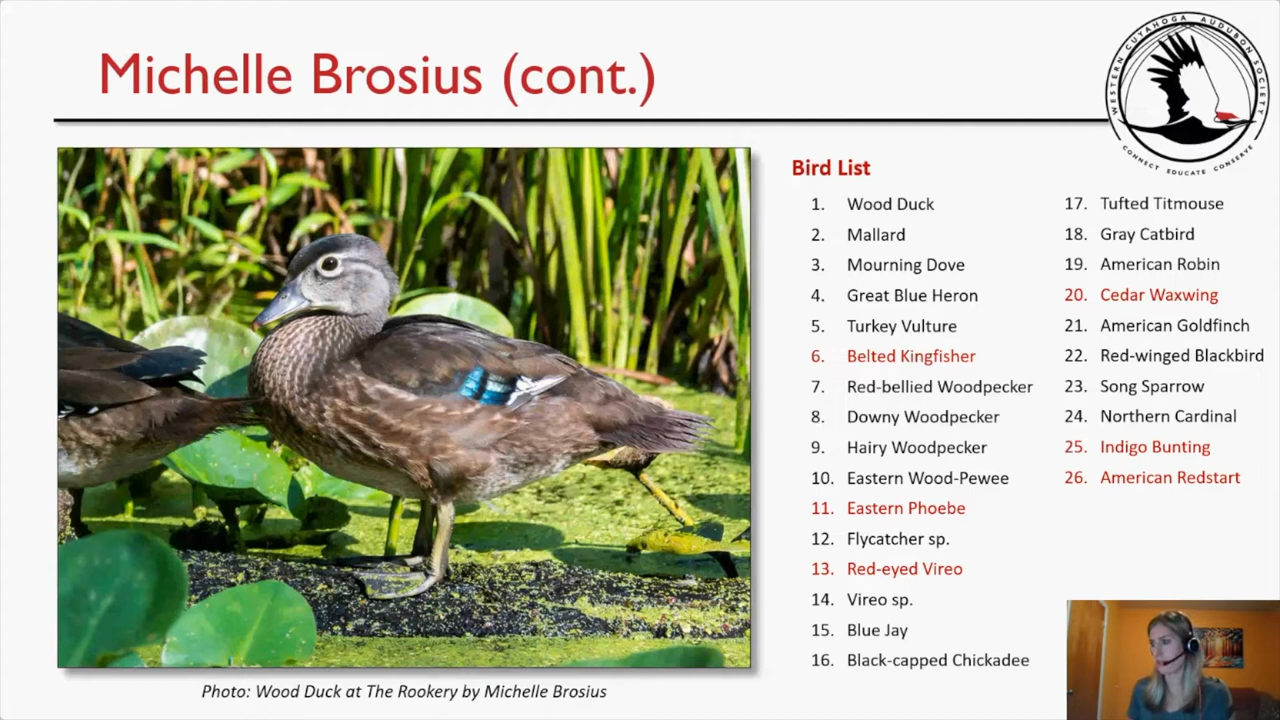 Michelle Brosius (cont.)
WESTERN CUYAHOGA AUDUBON SOCIETY
CONNECT EDUCATE CONSERVE
Bird List
1. Wood Duck
2. Mallard
3. Mourning Dove
4. Great Blue Heron
5. Turkey Vulture
6. Belted Kingfisher
7. Red-bellied Woodpecker
8. Downy Woodpecker
9. Hairy Woodpecker
10. Eastern Wood-Pewee
11. Eastern Phoebe
12. Flycatcher sp.
13. Red-eyed Vireo
14. Vireo sp.
15. Blue Jay
16. Black-capped Chickadee
17. Tufted Titmouse
18. Gray Catbird
19. American Robin
20. Cedar Waxwing
21. American Goldfinch
22. Red-winged Blackbird
23. Song Sparrow
24. Northern Cardinal
25. Indigo Bunting
26. American Redstart
Photo: Wood Duck at The Rookery by Michelle Brosius